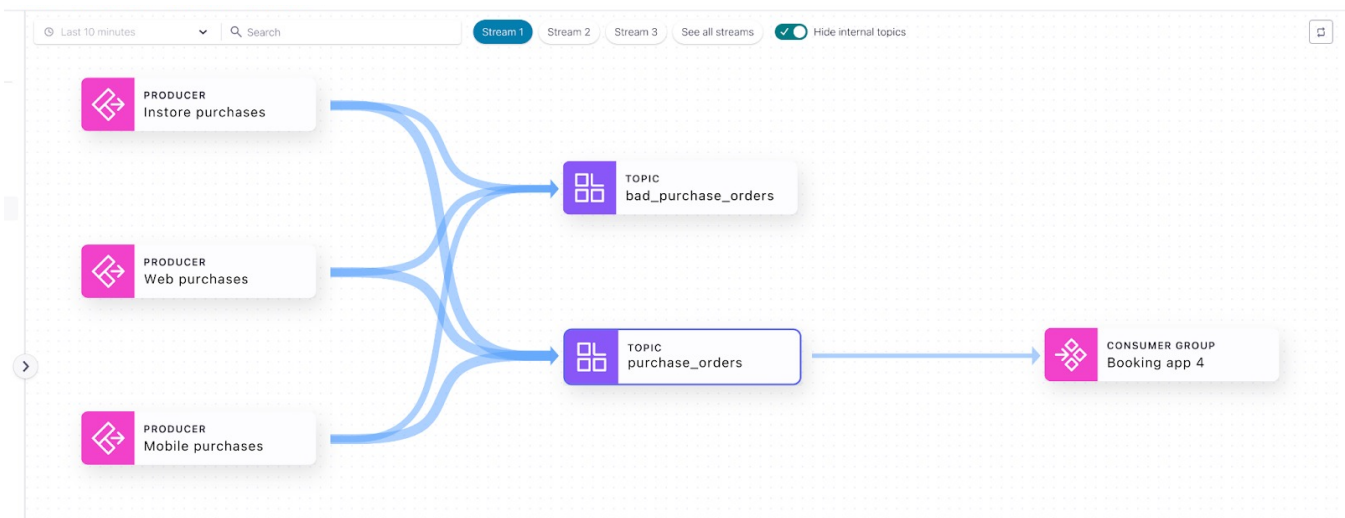 Last 10 minutes
Search
Stream 1
Stream 2
Stream 3
See all streams
Hide internal topics
PRODUCER
Instore purchases
TOPIC
bad_purchase_orders
PRODUCER
Web purchases
TOPIC
purchase_orders
CONSUMER GROUP
Booking app 4
PRODUCER
Mobile purchases